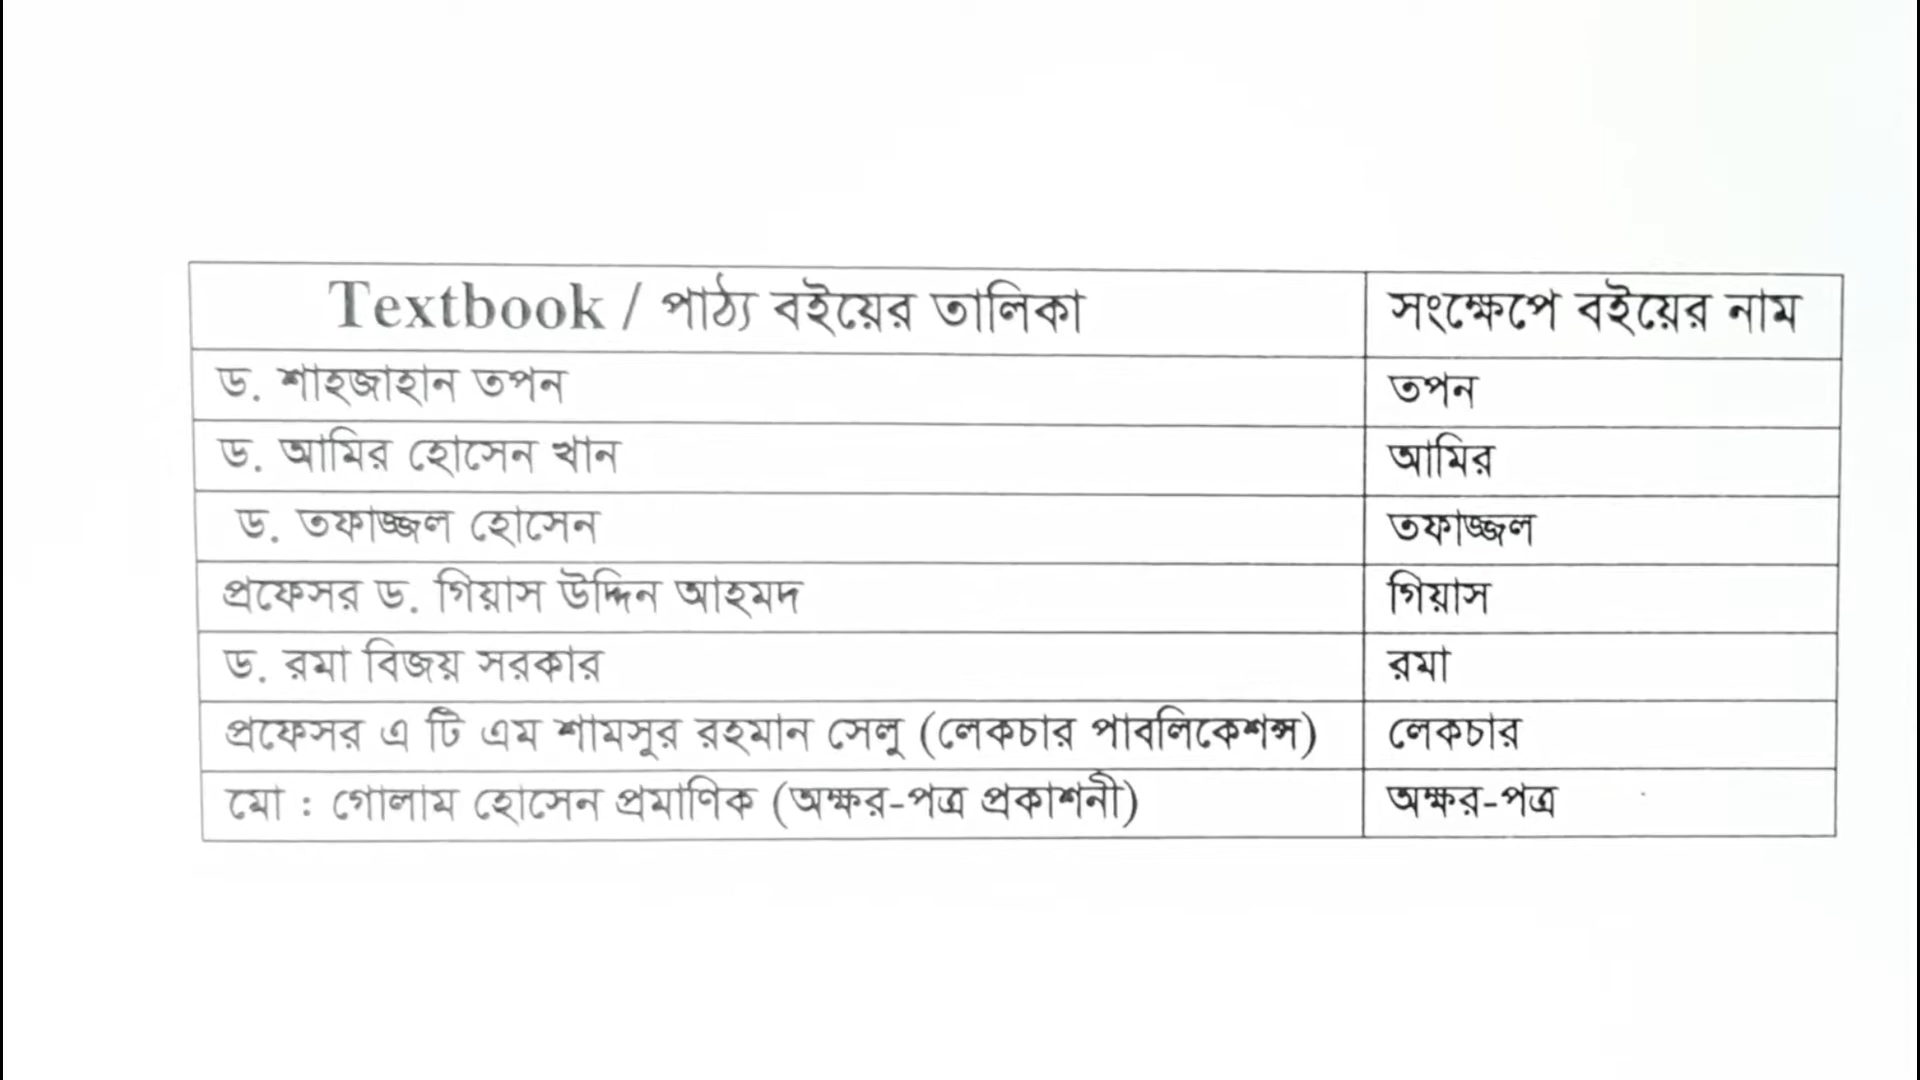 Textbook / পাঠ্য বইয়ের তালিকা সংক্ষেপে বইয়ের নাম
ড. শাহজাহান তপন তপন
ড. আমির হোসেন খান আমির
ড. তফাজ্জল হোসেন তফাজ্জল
প্রফেসর ড. গিয়াস উদ্দিন আহমদ গিয়াস
ড. রমা বিজয় সরকার রমা
প্রফেসর এ টি এম শামসুর রহমান সেলু (লেকচার পাবলিকেশন্স) লেকচার
মো : গোলাম হোসেন প্রমাণিক (অক্ষর-পত্র প্রকাশনী) অক্ষর-পত্র